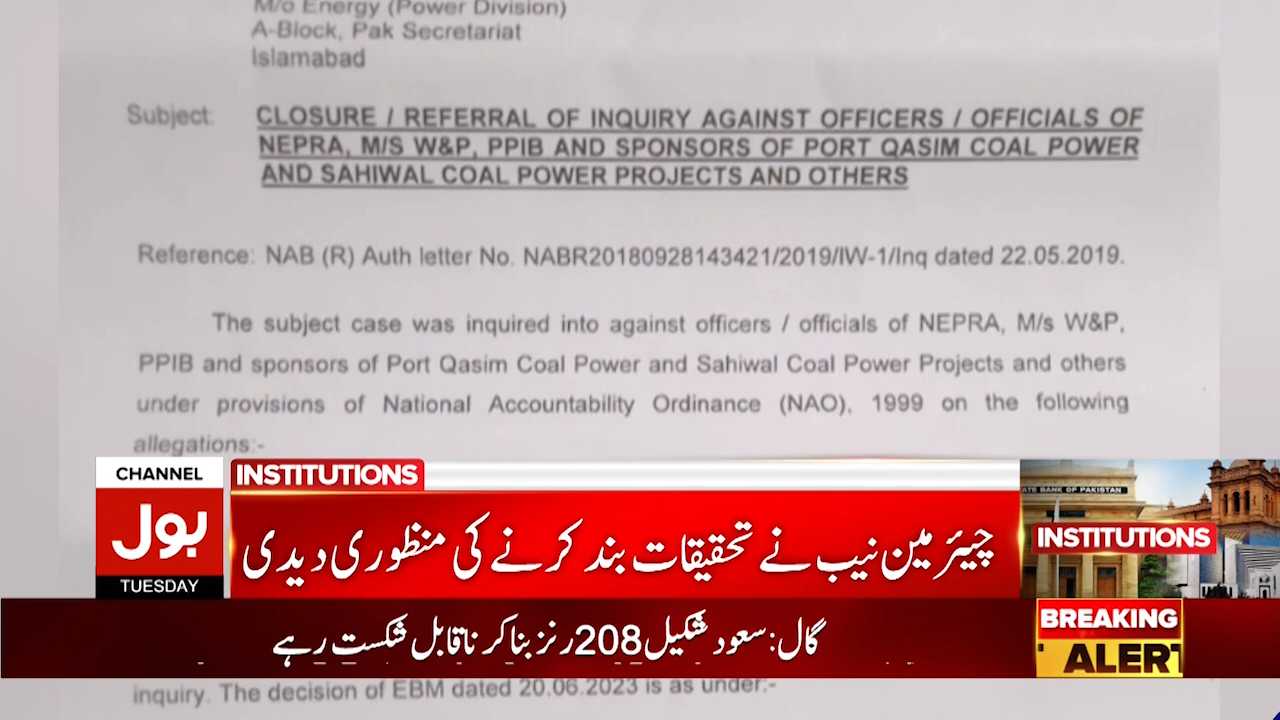 M/o Energy (Power Division)
A-Block, Pak Secretariat
Islamabad
Subject: CLOSURE / REFERRAL OF INQUIRY AGAINST OFFICERS / OFFICIALS OF
NEPRA, M/S W&P, PPIB AND SPONSORS OF PORT QASIM COAL POWER
AND SAHIWAL COAL POWER PROJECTS AND OTHERS
Reference: NAB (R) Auth letter No. NABR20180928143421/2019/IW-1/Inq dated 22.05.2019.
The subject case was inquired into against officers / officials of NEPRA, M/s W&P,
PPIB and sponsors of Port Qasim Coal Power and Sahiwal Coal Power Projects and others
under provisions of National Accountability Ordinance (NAO), 1999 on the following
allegations:-
CHANNEL
بول
TUESDAY
INSTITUTIONS
چیئرمین نیب نے تحقیقات بند کرنے کی منظوری دیدی
ATE BANK OF PAKISTAN
INSTITUTIONS
گال: سعود شکیل 208 رنز بنا کر ناقابل شکست رہے
BREAKING
ALERT
inquiry. The decision of EBM dated 20.06.2023 is as under:-